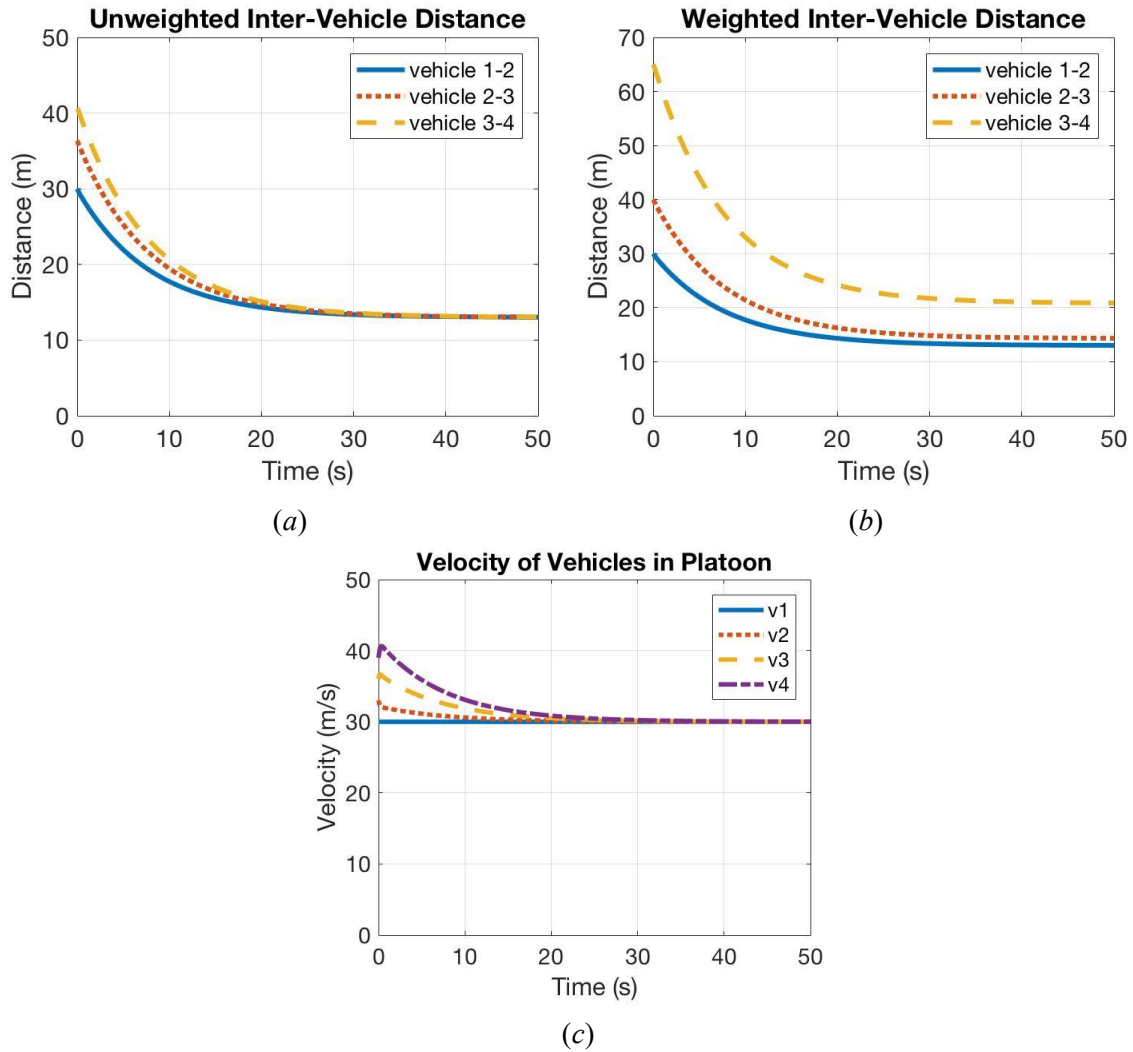 Unweighted Inter-Vehicle Distance
50
40
30
20
10
0
Distance (m)
vehicle 1-2
vehicle 2-3
vehicle 3-4
0 10 20 30 40 50
Time (s)
(a)
Weighted Inter-Vehicle Distance
70
60
50
40
30
20
10
0
Distance (m)
vehicle 1-2
vehicle 2-3
vehicle 3-4
0 10 20 30 40 50
Time (s)
(b)
Velocity of Vehicles in Platoon
50
40
30
20
10
0
Velocity (m/s)
v1
v2
v3
v4
0 10 20 30 40 50
Time (s)
(c)